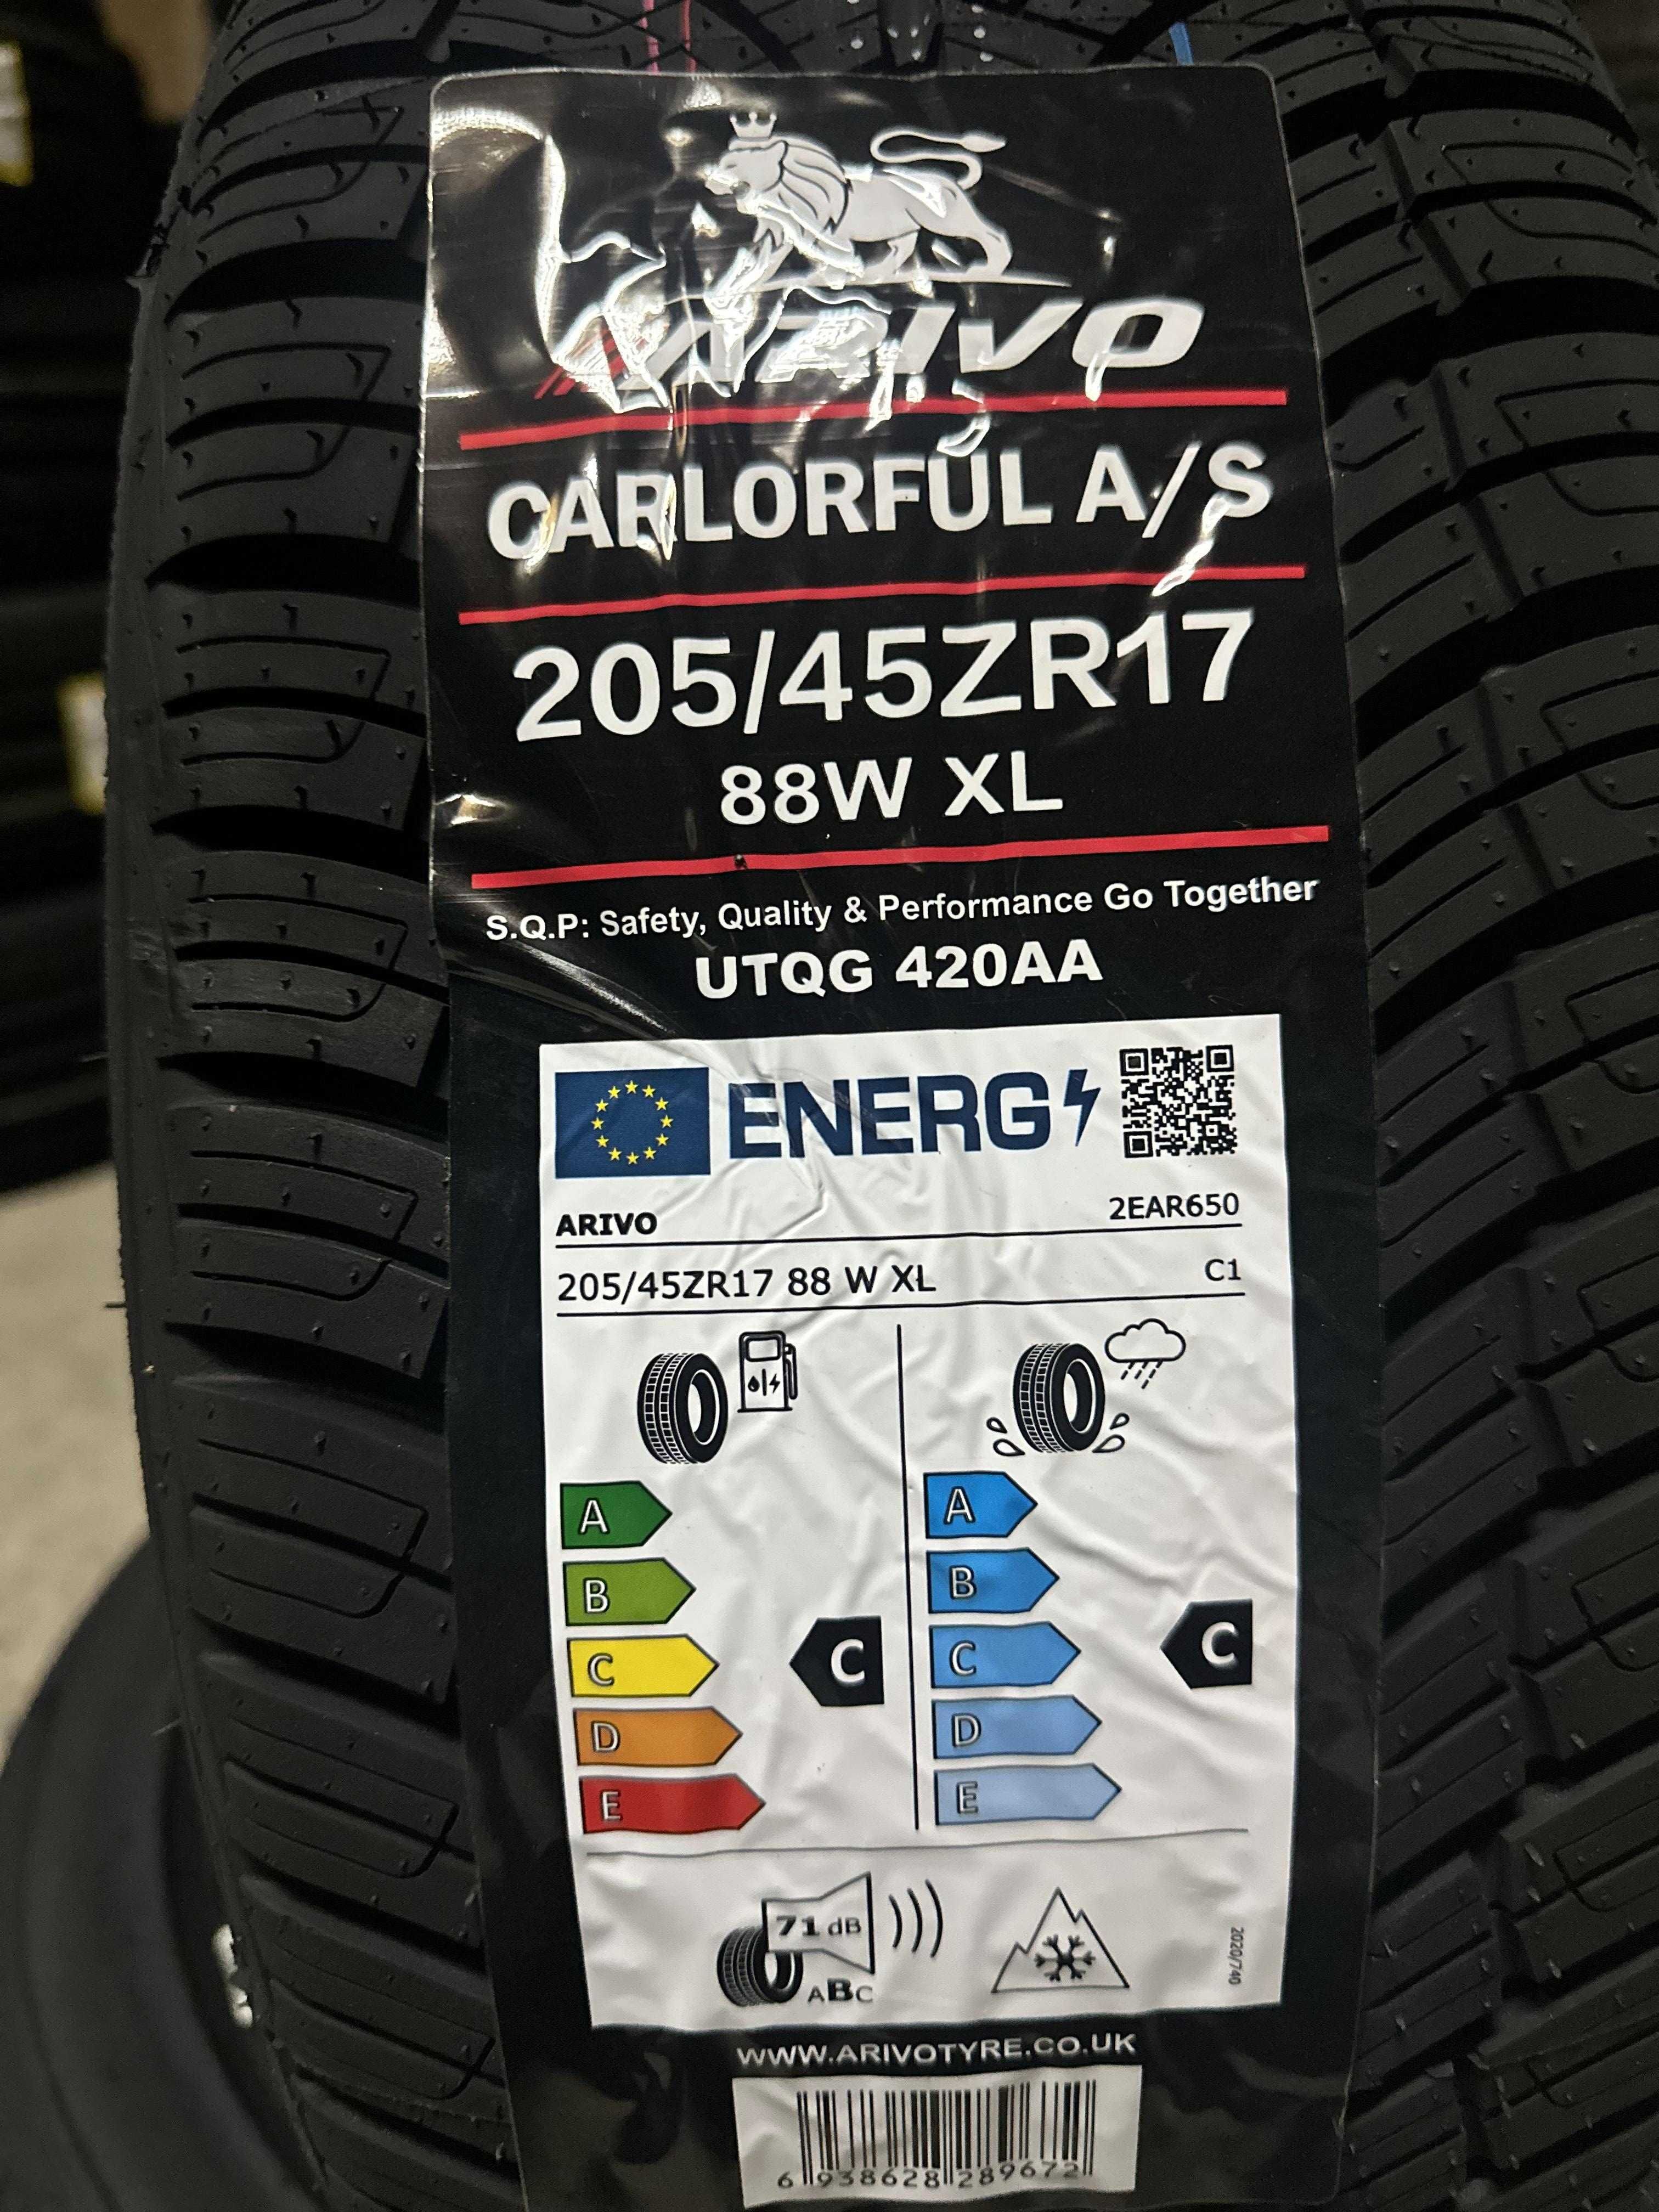 ARIVO
CARLORFUL A/S
205/45ZR17
88W XL
S.Q.P: Safety, Quality & Performance Go Together
UTQG 420AA
ENERG
ARIVO 2EAR650
205/45ZR17 88 W XL C1
A A
B B
C C C C
D D
E E
71 dB
ABC
2020/740
WWW.ARIVOTYRE.CO.UK
6 938628 289672